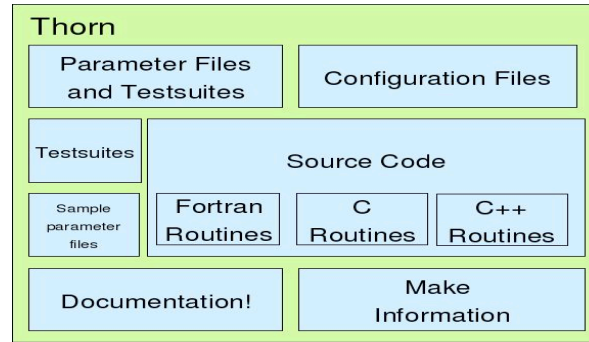 Thorn
Parameter Files
and Testsuites
Configuration Files
Testsuites
Source Code
Sample
parameter
files
Fortran
Routines
C
Routines
C++
Routines
Documentation!
Make
Information